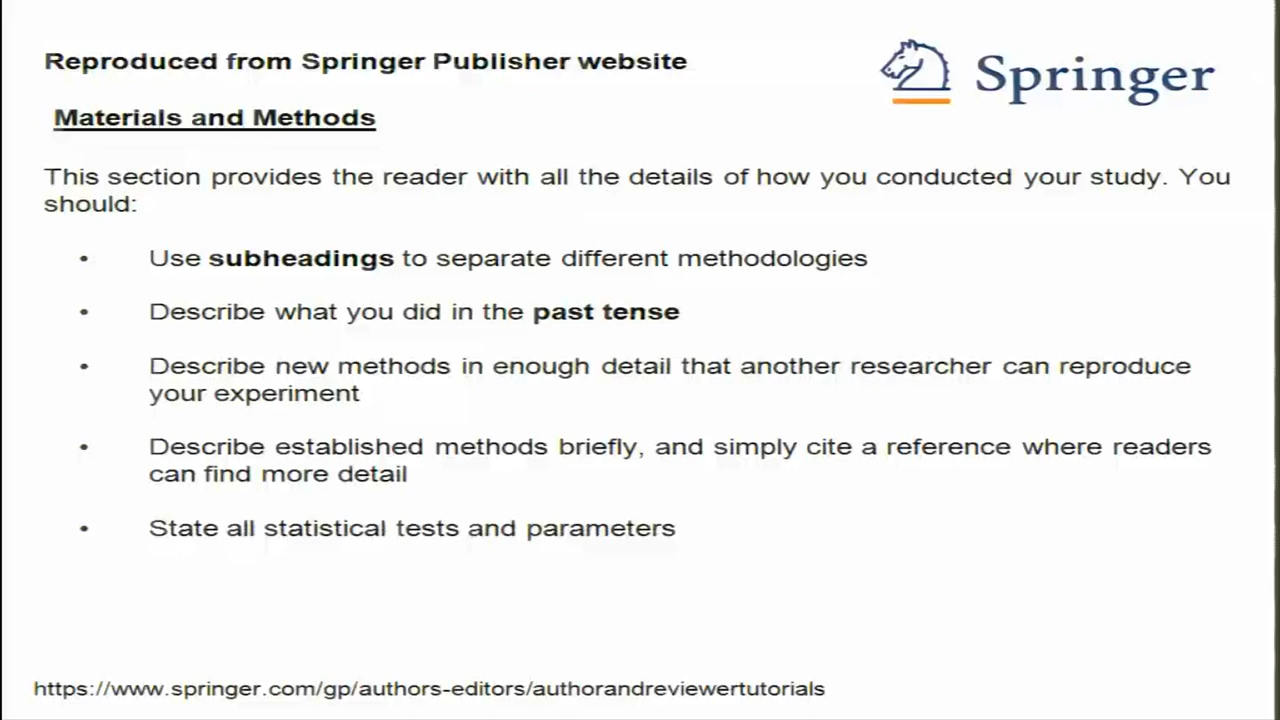 Reproduced from Springer Publisher website
Springer
Materials and Methods
This section provides the reader with all the details of how you conducted your study. You
should:
• Use subheadings to separate different methodologies
• Describe what you did in the past tense
• Describe new methods in enough detail that another researcher can reproduce
your experiment
• Describe established methods briefly, and simply cite a reference where readers
can find more detail
• State all statistical tests and parameters
https://www.springer.com/gp/authors-editors/authorandreviewertutorials